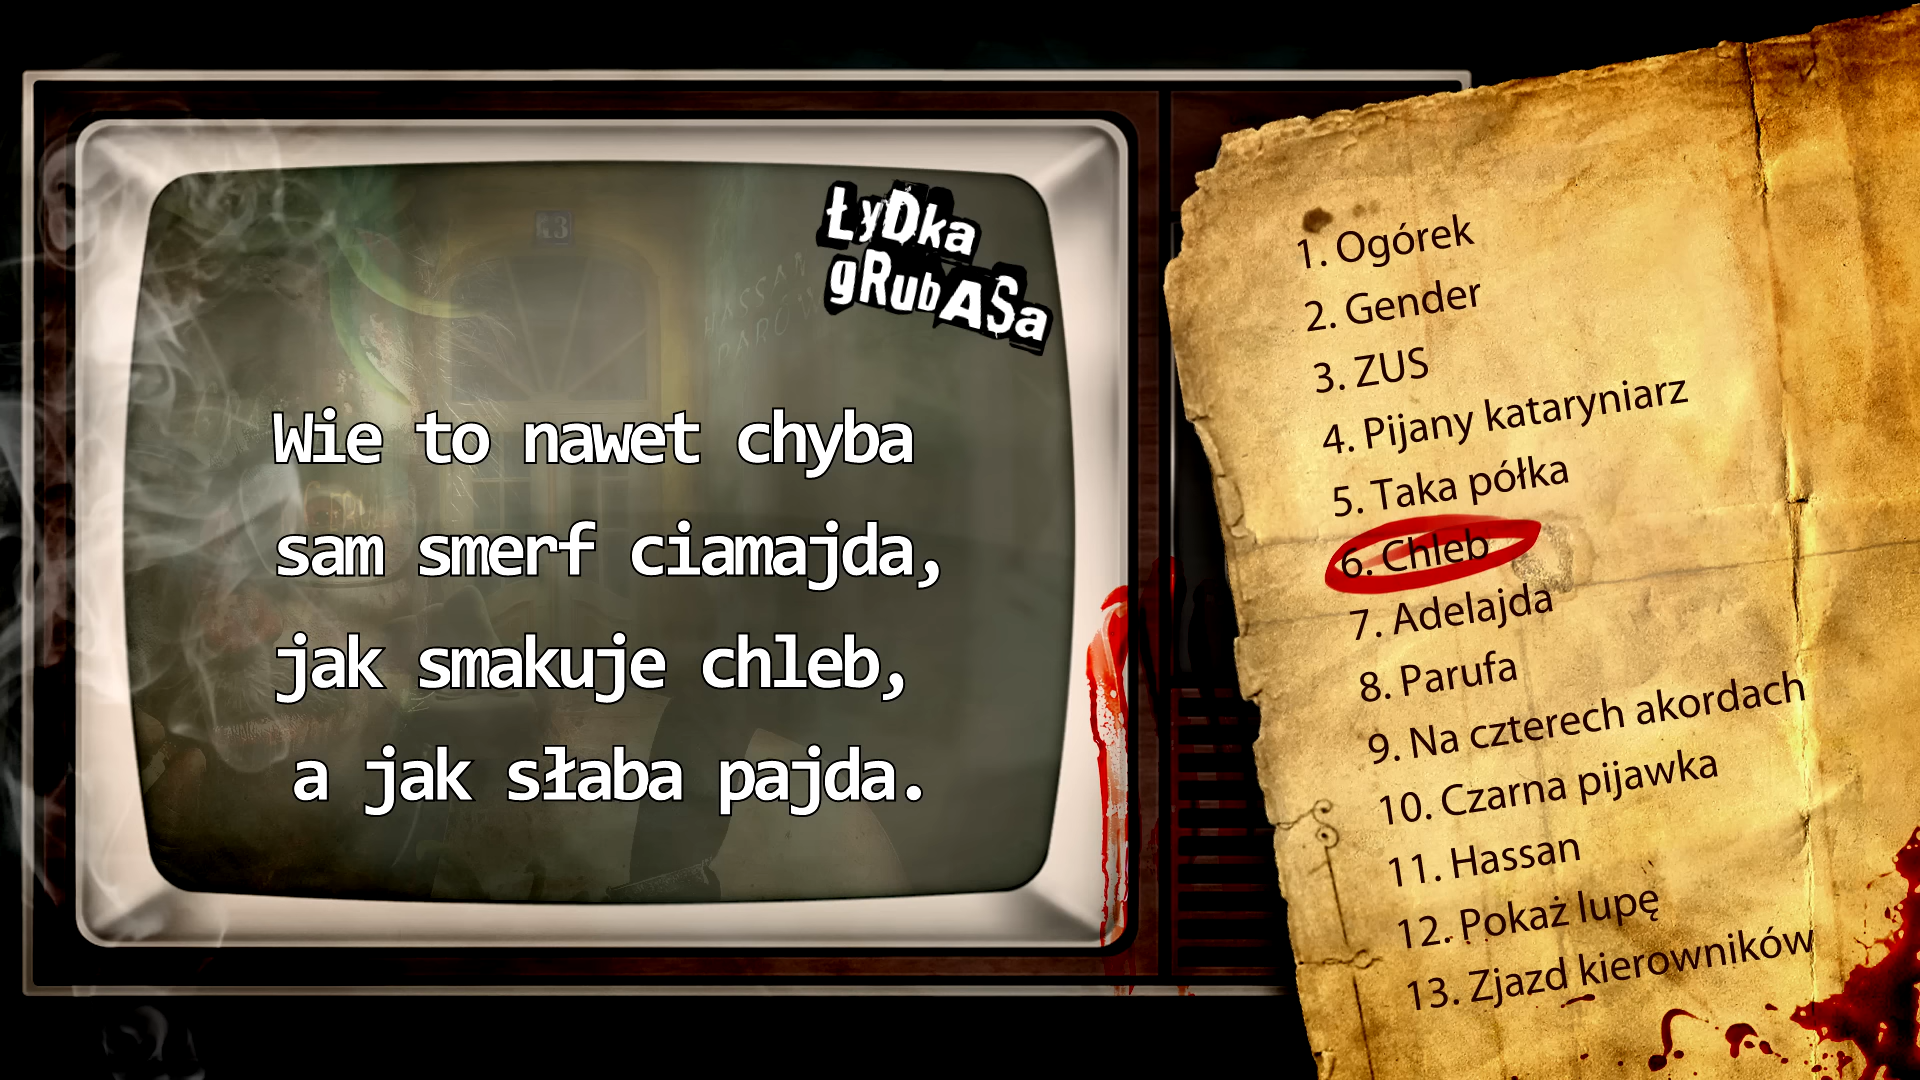 ŁyDka
gRubASa
Wie to nawet chyba
sam smerf ciamajda,
jak smakuje chleb,
a jak słaba pajda.
1. Ogórek
2. Gender
3. ZUS
4. Pijany kataryniarz
5. Taka półka
6. Chleb
7. Adelajda
8. Parufa
9. Na czterech akordach
10. Czarna pijawka
11. Hassan
12. Pokaż lupę
13. Zjazd kierowników